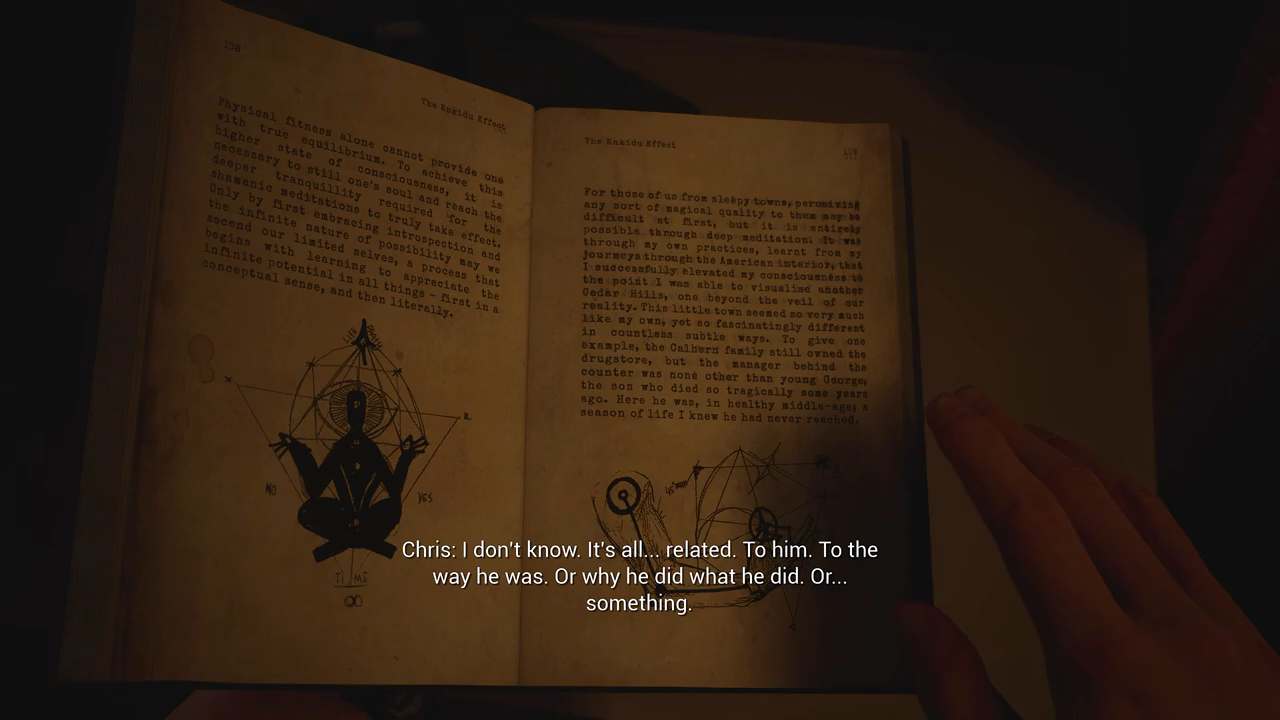 108
The Rokidu Effect
Physical fitness alone cannot provide one
with true equilibrium. To achieve this
higher state of consciousness, it is
necessary to still one's soul and reach the
deeper tranquillity required for the
shamanic meditations to truly take effect.
Only by first embracing introspection and
the infinite nature of possibility may we
ascend our limited selves, a process that
begins with learning to appreciate the
infinite potential in all things - first in a
conceptual sense, and then literally.
LIFE
NO
YES
TIME
∞
The Rakidu Effect
109
For those of us from sleepy towns, perceiving
any sort of magical quality to them may be
difficult at first, but it is entirely
possible through deep meditation. It was
through my own practices, learnt from my
journeys through the American interior, that
I successfully elevated my consciousness to
the point I was able to visualise another
Cedar Hills, one beyond the veil of our
reality. This little town seemed so very much
like my own, yet so fascinatingly different
in countless subtle ways. To give one
example, the Calhern family still owned the
drugstore, but the manager behind the
counter was none other than young George,
the son who died so tragically some years
ago. Here he was, in healthy middle-age; a
season of life I knew he had never reached.
Chris: I don't know. It's all... related. To him. To the
way he was. Or why he did what he did. Or...
something.